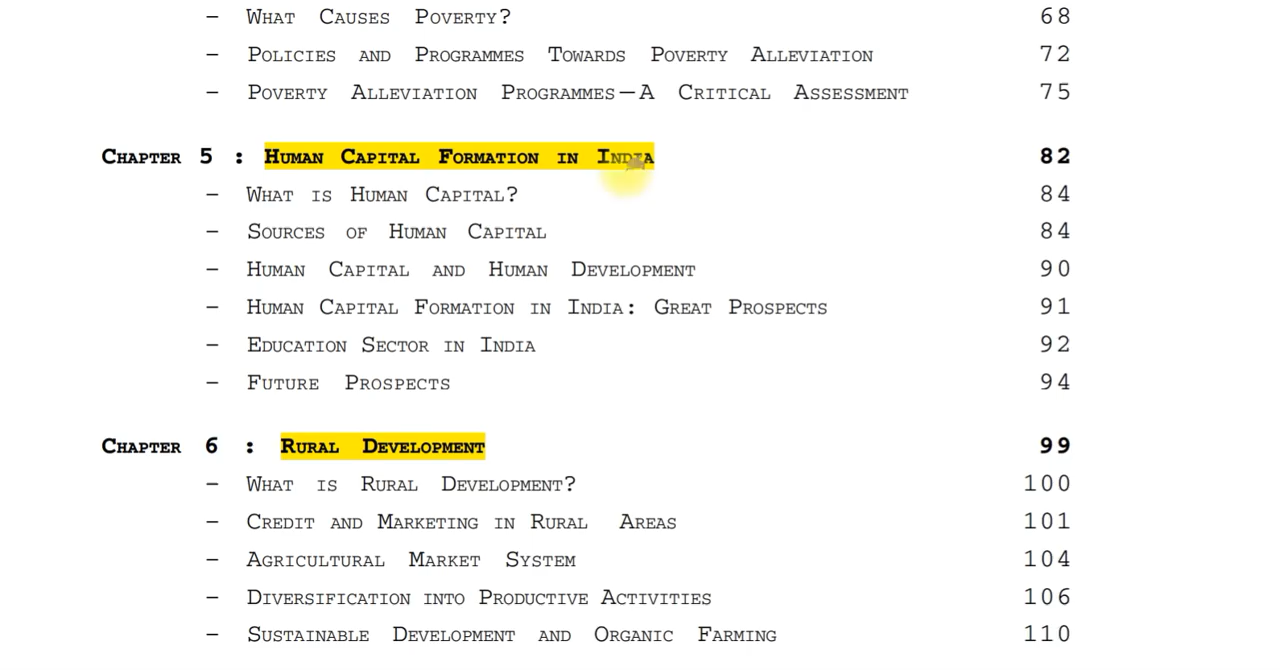 – What Causes Poverty? 68
– Policies and Programmes Towards Poverty Alleviation 72
– Poverty Alleviation Programmes—A Critical Assessment 75
Chapter 5 : Human Capital Formation in India 82
– What is Human Capital? 84
– Sources of Human Capital 84
– Human Capital and Human Development 90
– Human Capital Formation in India: Great Prospects 91
– Education Sector in India 92
– Future Prospects 94
Chapter 6 : Rural Development 99
– What is Rural Development? 100
– Credit and Marketing in Rural Areas 101
– Agricultural Market System 104
– Diversification into Productive Activities 106
– Sustainable Development and Organic Farming 110